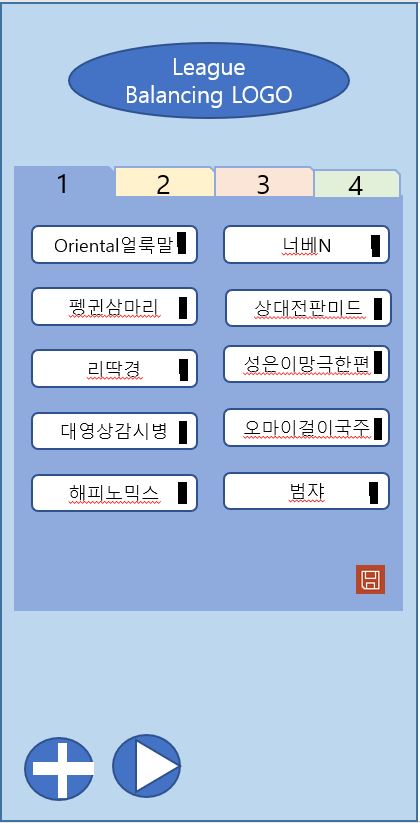 League
Balancing LOGO
1 2 3 4
Oriental얼룩말 너베N
펭귄삼마리 상대전판미드
리딱경 성은이망극한편
대영상감시병 오마이걸이국주
해피노믹스 범쟈